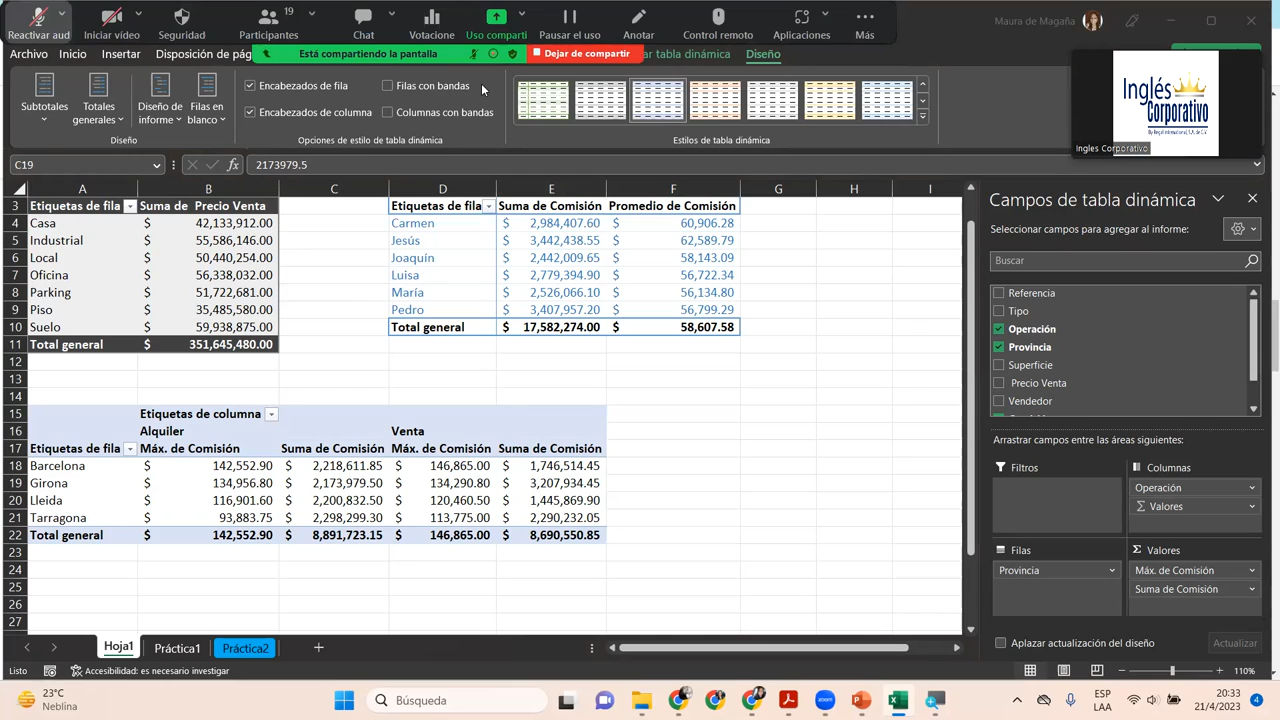 19
Reactivar aud Iniciar vídeo Seguridad Participantes Chat Votacione Uso comparti Pausar el uso Anotar Control remoto Aplicaciones Más
Maura de Magaña
Está compartiendo la pantalla Dejar de compartir
Archivo Inicio Insertar Disposición de pág ar tabla dinámica Diseño
Subtotales Totales generales Diseño de informe Filas en blanco
Encabezados de fila Filas con bandas
Encabezados de columna Columnas con bandas
Diseño Opciones de estilo de tabla dinámica Estilos de tabla dinámica
Inglés
Corporativo
Ingles Corporativo
C19 fx 2173979.5
A B C D E F G H I
3 Etiquetas de fila Suma de Precio Venta Etiquetas de fila Suma de Comisión Promedio de Comisión
4 Casa $ 42,133,912.00 Carmen $ 2,984,407.60 $ 60,906.28
5 Industrial $ 55,586,146.00 Jesús $ 3,442,438.55 $ 62,589.79
6 Local $ 50,440,254.00 Joaquín $ 2,442,009.65 $ 58,143.09
7 Oficina $ 56,338,032.00 Luisa $ 2,779,394.90 $ 56,722.34
8 Parking $ 51,722,681.00 María $ 2,526,066.10 $ 56,134.80
9 Piso $ 35,485,580.00 Pedro $ 3,407,957.20 $ 56,799.29
10 Suelo $ 59,938,875.00 Total general $ 17,582,274.00 $ 58,607.58
11 Total general $ 351,645,480.00
12
13
14
15 Etiquetas de columna
16 Alquiler Venta
17 Etiquetas de fila Máx. de Comisión Suma de Comisión Máx. de Comisión Suma de Comisión
18 Barcelona $ 142,552.90 $ 2,218,611.85 $ 146,865.00 $ 1,746,514.45
19 Girona $ 134,956.80 $ 2,173,979.50 $ 134,290.80 $ 3,207,934.45
20 Lleida $ 116,901.60 $ 2,200,832.50 $ 120,460.50 $ 1,445,869.90
21 Tarragona $ 93,883.75 $ 2,298,299.30 $ 113,775.00 $ 2,290,232.05
22 Total general $ 142,552.90 $ 8,891,723.15 $ 146,865.00 $ 8,690,550.85
23
24
25
26
27
Campos de tabla dinámica
Seleccionar campos para agregar al informe:
Buscar
Referencia
Tipo
Operación
Provincia
Superficie
Precio Venta
Vendedor
Arrastrar campos entre las áreas siguientes:
Filtros Columnas
Operación
Σ Valores
Filas Σ Valores
Provincia Máx. de Comisión
Suma de Comisión
Aplazar actualización del diseño Actualizar
Hoja1 Práctica1 Práctica2
Listo Accesibilidad: es necesario investigar 110%
23°C
Neblina
Búsqueda
zoom
ESP
LAA
20:33
21/4/2023
4